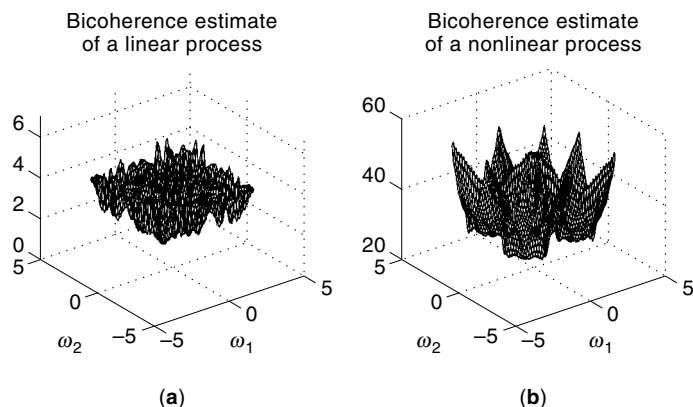 Bicoherence estimate
of a linear process
6
4
2
0
5
0
−5
−5
0
5
ω2
ω1
(a)
Bicoherence estimate
of a nonlinear process
60
40
20
5
0
−5
−5
0
5
ω2
ω1
(b)